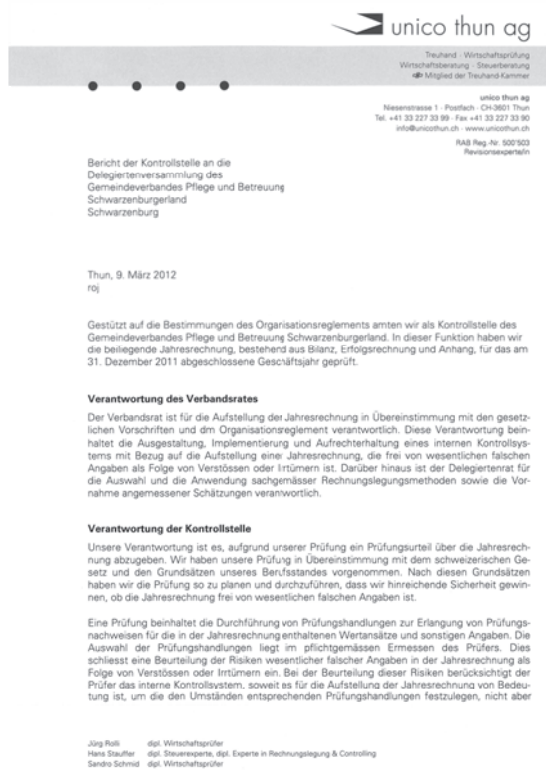 unico thun ag
Treuhand · Wirtschaftsprüfung
Wirtschaftsberatung · Steuerberatung
Mitglied der Treuhand-Kammer
unico thun ag
Niesenstrasse 1 · Postfach · CH-3601 Thun
Tel. +41 33 227 33 99 · Fax +41 33 227 33 90
info@unicothun.ch · www.unicothun.ch
RAB Reg.-Nr. 500'503
Revisionsexperte/in
Bericht der Kontrollstelle an die
Delegiertenversammlung des
Gemeindeverbandes Pflege und Betreuung
Schwarzenburgerland
Schwarzenburg
Thun, 9. März 2012
roj
Gestützt auf die Bestimmungen des Organisationsreglements amten wir als Kontrollstelle des
Gemeindeverbandes Pflege und Betreuung Schwarzenburgerland. In dieser Funktion haben wir
die beiliegende Jahresrechnung, bestehend aus Bilanz, Erfolgsrechnung und Anhang, für das am
31. Dezember 2011 abgeschlossene Geschäftsjahr geprüft.
Verantwortung des Verbandsrates
Der Verbandsrat ist für die Aufstellung der Jahresrechnung in Übereinstimmung mit den gesetz-
lichen Vorschriften und dm Organisationsreglement verantwortlich. Diese Verantwortung bein-
haltet die Ausgestaltung, Implementierung und Aufrechterhaltung eines internen Kontrollsys-
tems mit Bezug auf die Aufstellung einer Jahresrechnung, die frei von wesentlichen falschen
Angaben als Folge von Verstössen oder Irrtümern ist. Darüber hinaus ist der Delegiertenrat für
die Auswahl und die Anwendung sachgemässer Rechnungslegungsmethoden sowie die Vor-
nahme angemessener Schätzungen verantwortlich.
Verantwortung der Kontrollstelle
Unsere Verantwortung ist es, aufgrund unserer Prüfung ein Prüfungsurteil über die Jahresrech-
nung abzugeben. Wir haben unsere Prüfung in Übereinstimmung mit dem schweizerischen Ge-
setz und den Grundsätzen unseres Berufsstandes vorgenommen. Nach diesen Grundsätzen
haben wir die Prüfung so zu planen und durchzuführen, dass wir hinreichende Sicherheit gewin-
nen, ob die Jahresrechnung frei von wesentlichen falschen Angaben ist.
Eine Prüfung beinhaltet die Durchführung von Prüfungshandlungen zur Erlangung von Prüfungs-
nachweisen für die in der Jahresrechnung enthaltenen Wertansätze und sonstigen Angaben. Die
Auswahl der Prüfungshandlungen liegt im pflichtgemässen Ermessen des Prüfers. Dies
schliesst eine Beurteilung der Risiken wesentlicher falscher Angaben in der Jahresrechnung als
Folge von Verstössen oder Irrtümern ein. Bei der Beurteilung dieser Risiken berücksichtigt der
Prüfer das interne Kontrollsystem, soweit es für die Aufstellung der Jahresrechnung von Bedeu-
tung ist, um die den Umständen entsprechenden Prüfungshandlungen festzulegen, nicht aber
Jürg Rolli dipl. Wirtschaftsprüfer
Hans Stauffer dipl. Steuerexperte, dipl. Experte in Rechnungslegung & Controlling
Sandro Schmid dipl. Wirtschaftsprüfer